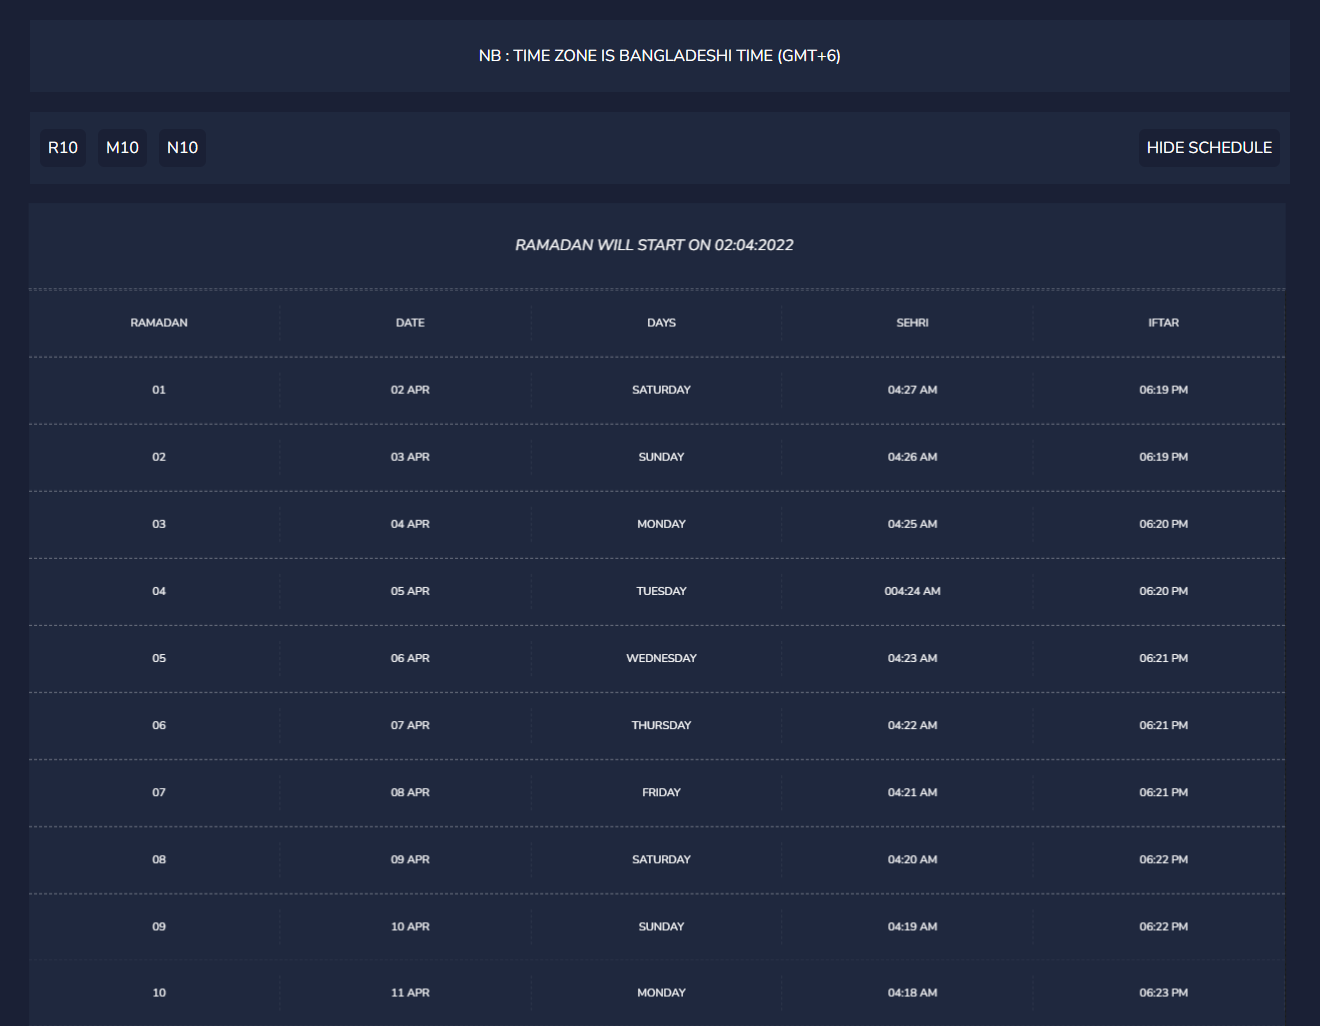 NB : TIME ZONE IS BANGLADESHI TIME (GMT+6)
R10 M10 N10 HIDE SCHEDULE
RAMADAN WILL START ON 02:04:2022
RAMADAN DATE DAYS SEHRI IFTAR
01 02 APR SATURDAY 04:27 AM 06:19 PM
02 03 APR SUNDAY 04:26 AM 06:19 PM
03 04 APR MONDAY 04:25 AM 06:20 PM
04 05 APR TUESDAY 004:24 AM 06:20 PM
05 06 APR WEDNESDAY 04:23 AM 06:21 PM
06 07 APR THURSDAY 04:22 AM 06:21 PM
07 08 APR FRIDAY 04:21 AM 06:21 PM
08 09 APR SATURDAY 04:20 AM 06:22 PM
09 10 APR SUNDAY 04:19 AM 06:22 PM
10 11 APR MONDAY 04:18 AM 06:23 PM